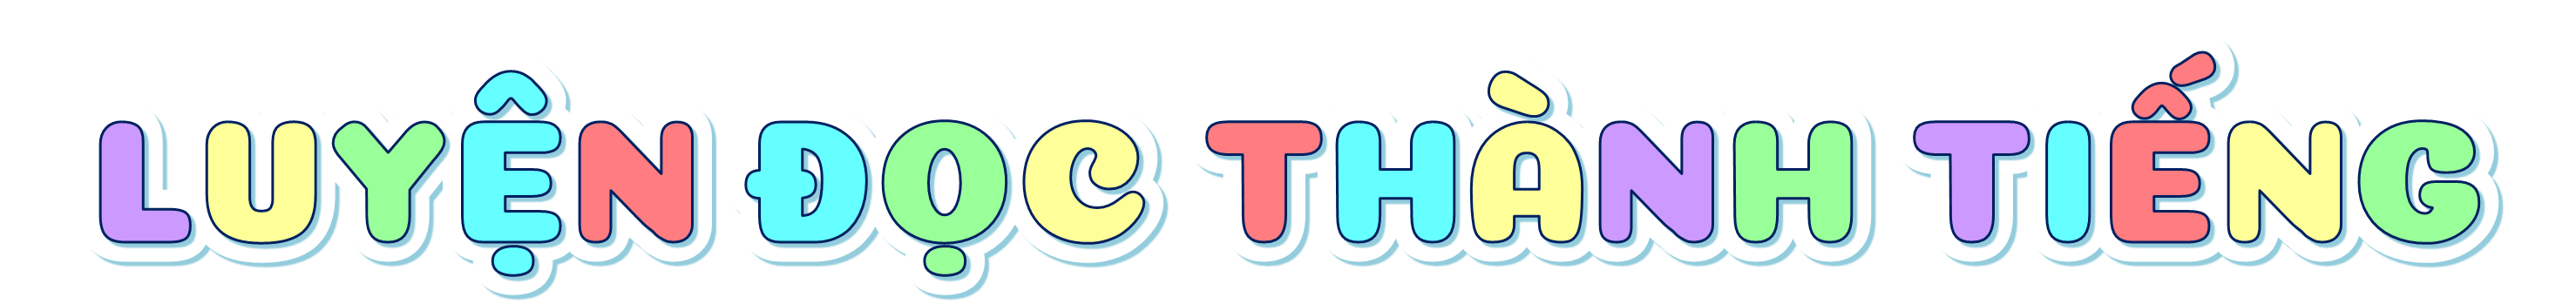 LUYỆN ĐỌC THÀNH TIẾNG